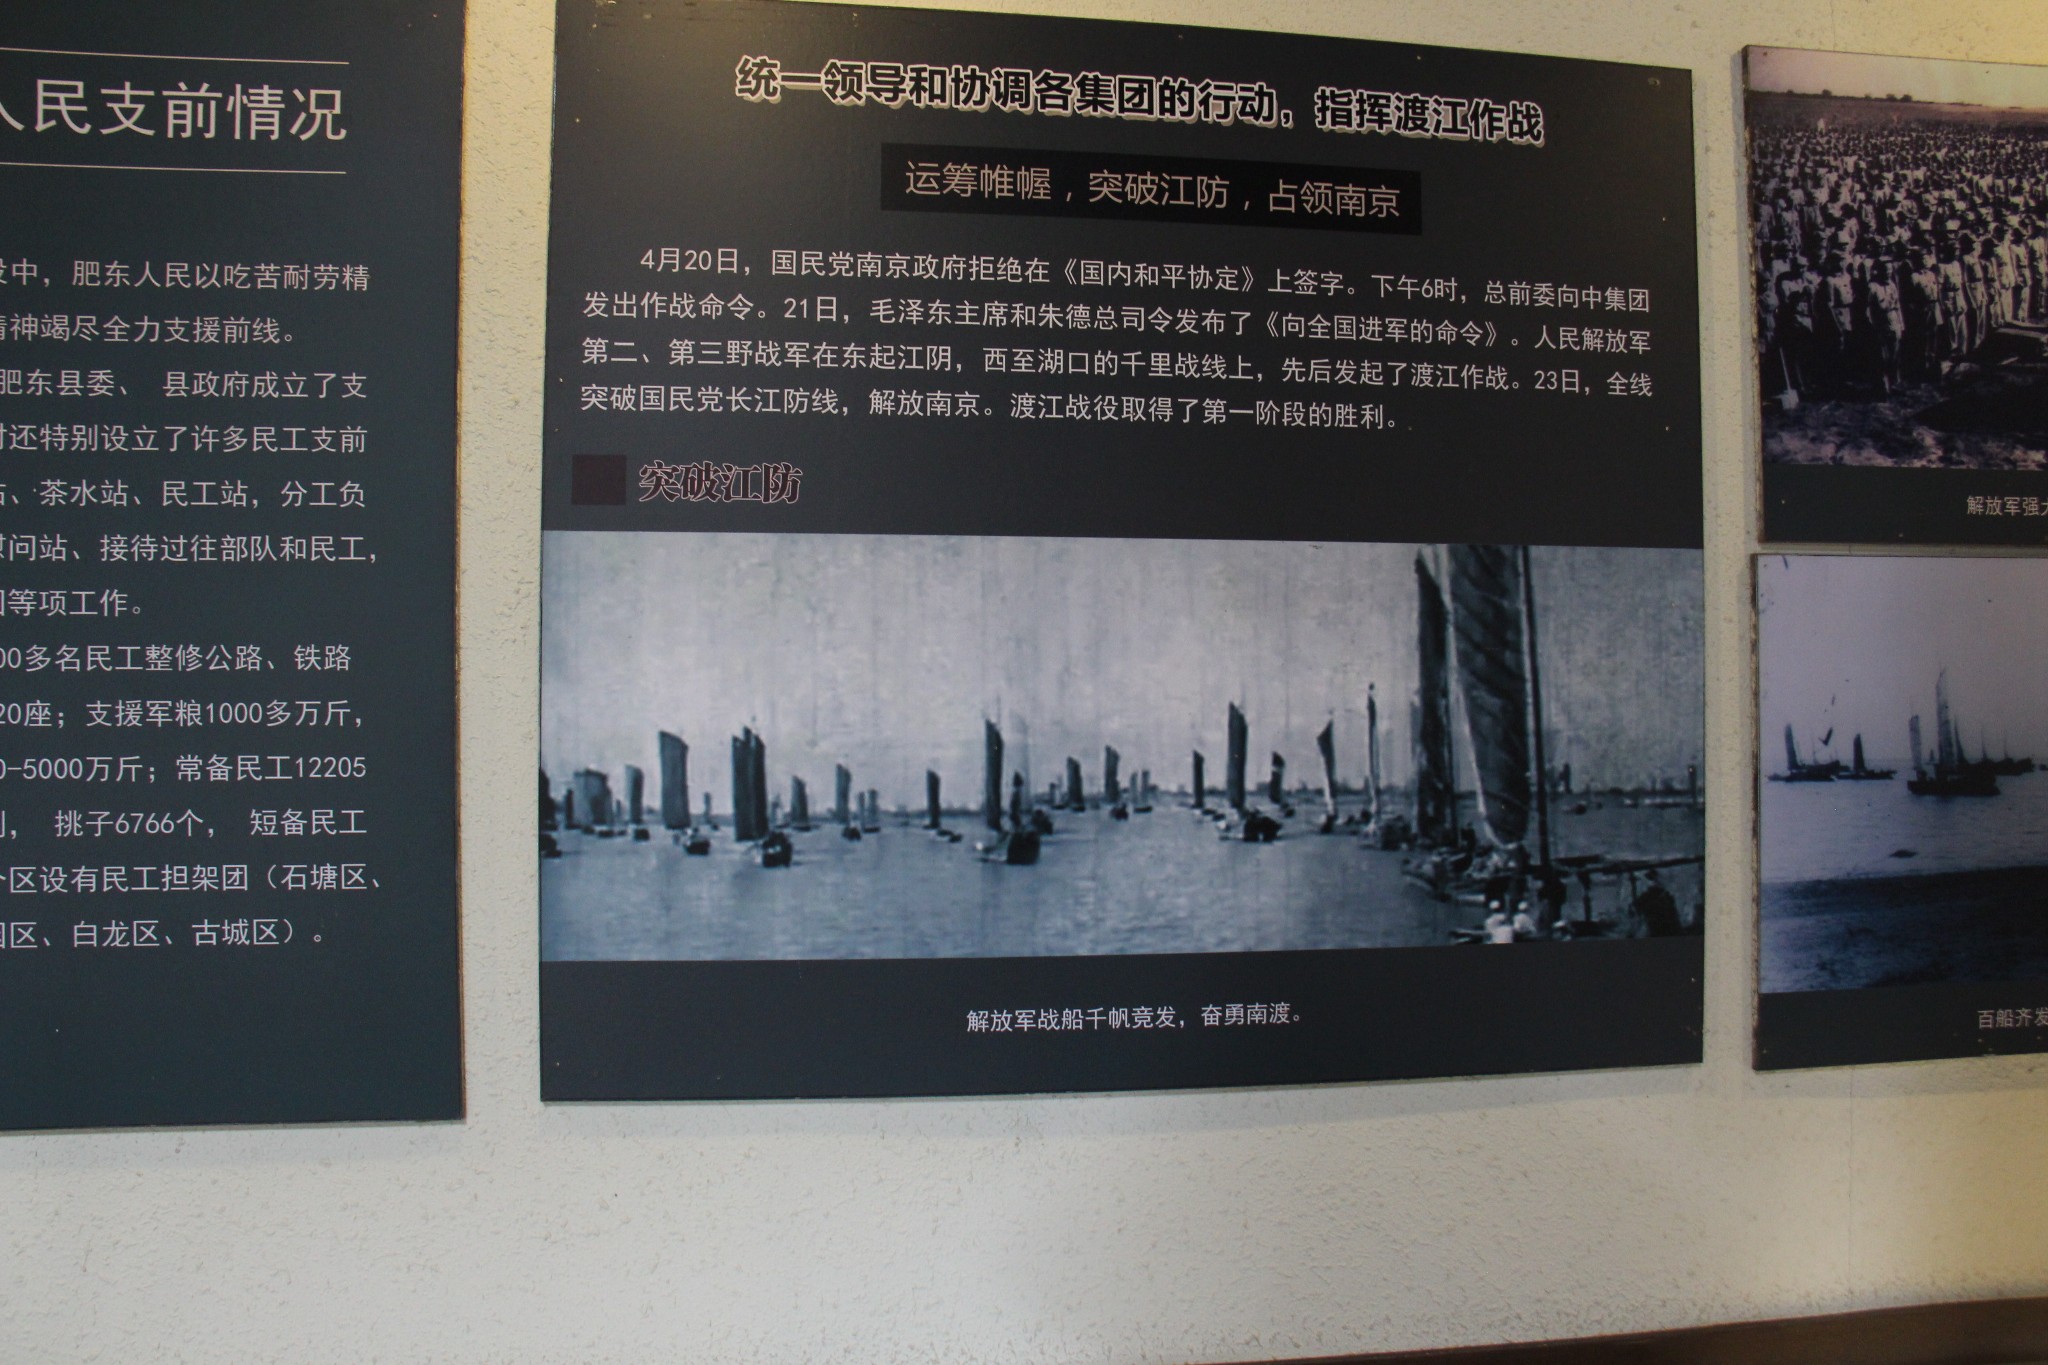 人民支前情况
中，肥东人民以吃苦耐劳精
神竭尽全力支援前线。
肥东县委、 县政府成立了支
还特别设立了许多民工支前
、茶水站、民工站，分工负
问站、接待过往部队和民工，
等项工作。
00多名民工整修公路、铁路
20座；支援军粮1000多万斤，
0-5000万斤；常备民工12205
， 挑子6766个， 短备民工
个区设有民工担架团（石塘区、
区、白龙区、古城区）。
统一领导和协调各集团的行动，指挥渡江作战
运筹帷幄，突破江防，占领南京
4月20日，国民党南京政府拒绝在《国内和平协定》上签字。下午6时，总前委向中集团
发出作战命令。21日，毛泽东主席和朱德总司令发布了《向全国进军的命令》。人民解放军
第二、第三野战军在东起江阴，西至湖口的千里战线上，先后发起了渡江作战。23日，全线
突破国民党长江防线，解放南京。渡江战役取得了第一阶段的胜利。
突破江防
解放军战船千帆竞发，奋勇南渡。
解放军强大
百船齐发